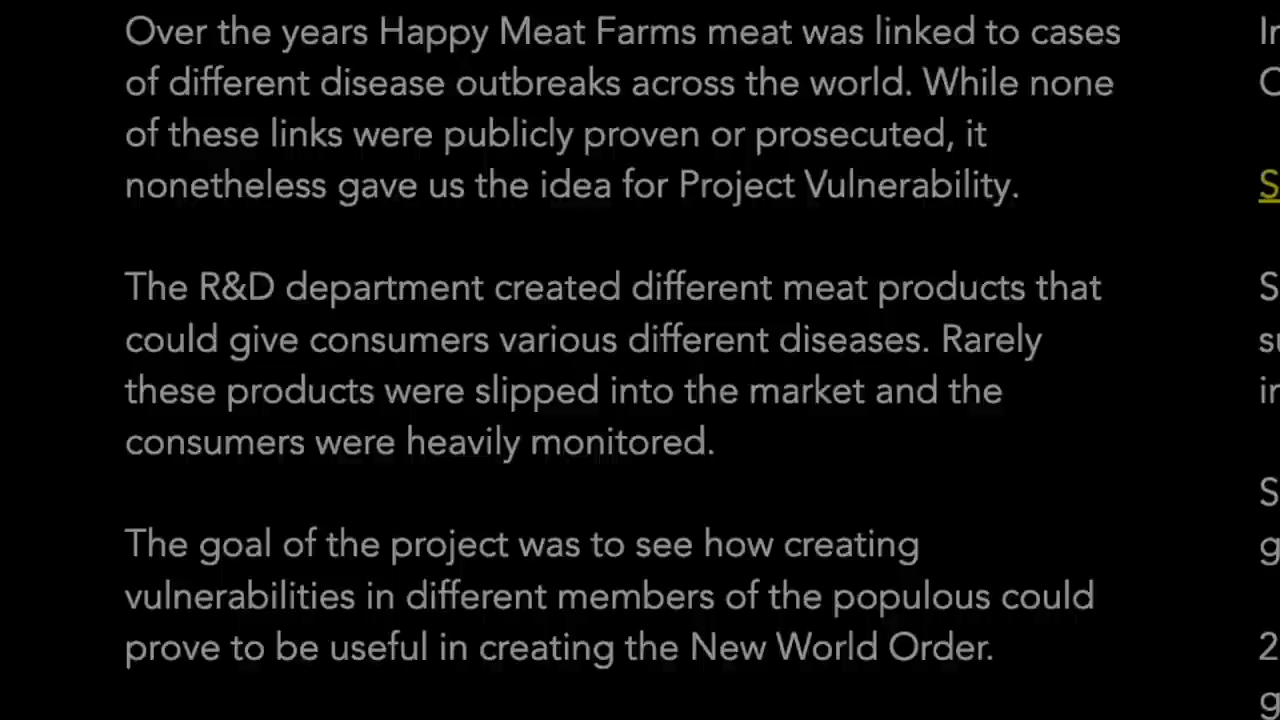 Over the years Happy Meat Farms meat was linked to cases
of different disease outbreaks across the world. While none
of these links were publicly proven or prosecuted, it
nonetheless gave us the idea for Project Vulnerability.
The R&D department created different meat products that
could give consumers various different diseases. Rarely
these products were slipped into the market and the
consumers were heavily monitored.
The goal of the project was to see how creating
vulnerabilities in different members of the populous could
prove to be useful in creating the New World Order.